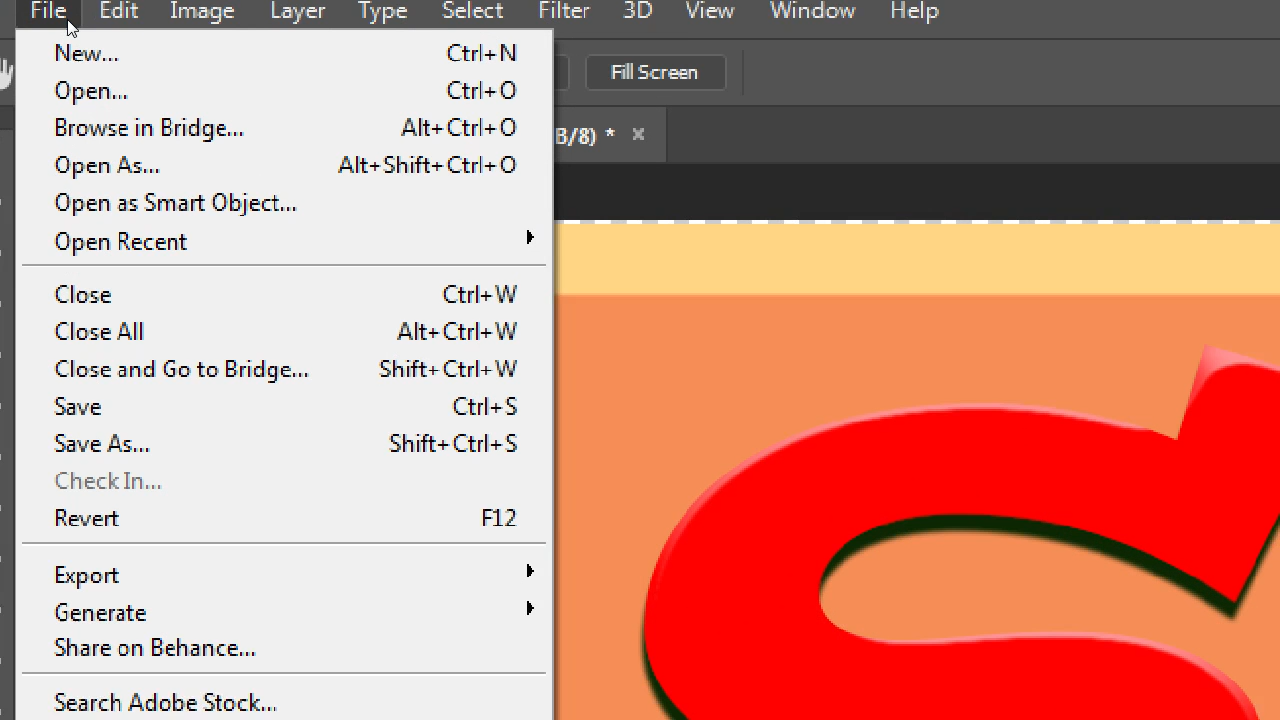 File Edit Image Layer Type Select Filter 3D View Window Help
Fill Screen
B/8) * ×
New... Ctrl+N
Open... Ctrl+O
Browse in Bridge... Alt+Ctrl+O
Open As... Alt+Shift+Ctrl+O
Open as Smart Object...
Open Recent
Close Ctrl+W
Close All Alt+Ctrl+W
Close and Go to Bridge... Shift+Ctrl+W
Save Ctrl+S
Save As... Shift+Ctrl+S
Check In...
Revert F12
Export
Generate
Share on Behance...
Search Adobe Stock...
S